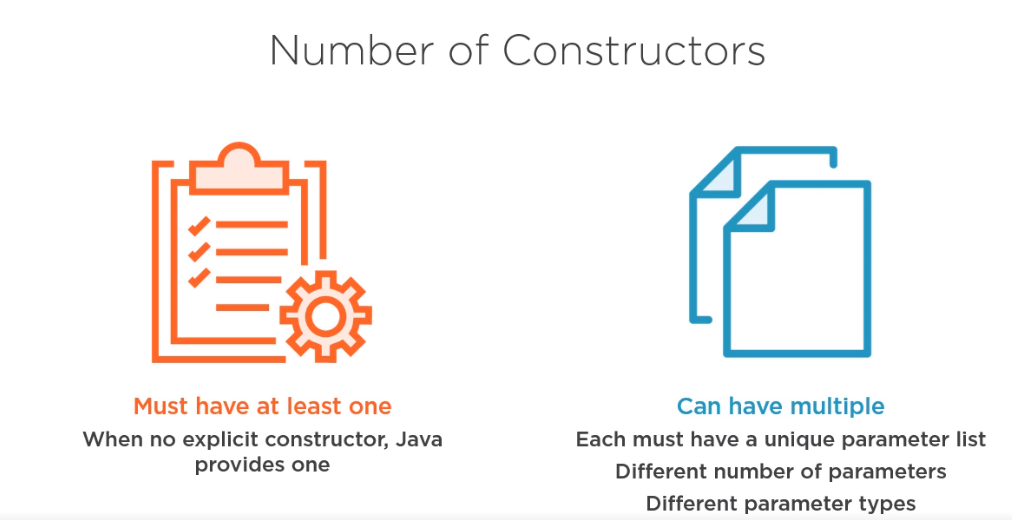 Number of Constructors
Must have at least one
When no explicit constructor, Java
provides one
Can have multiple
Each must have a unique parameter list
Different number of parameters
Different parameter types